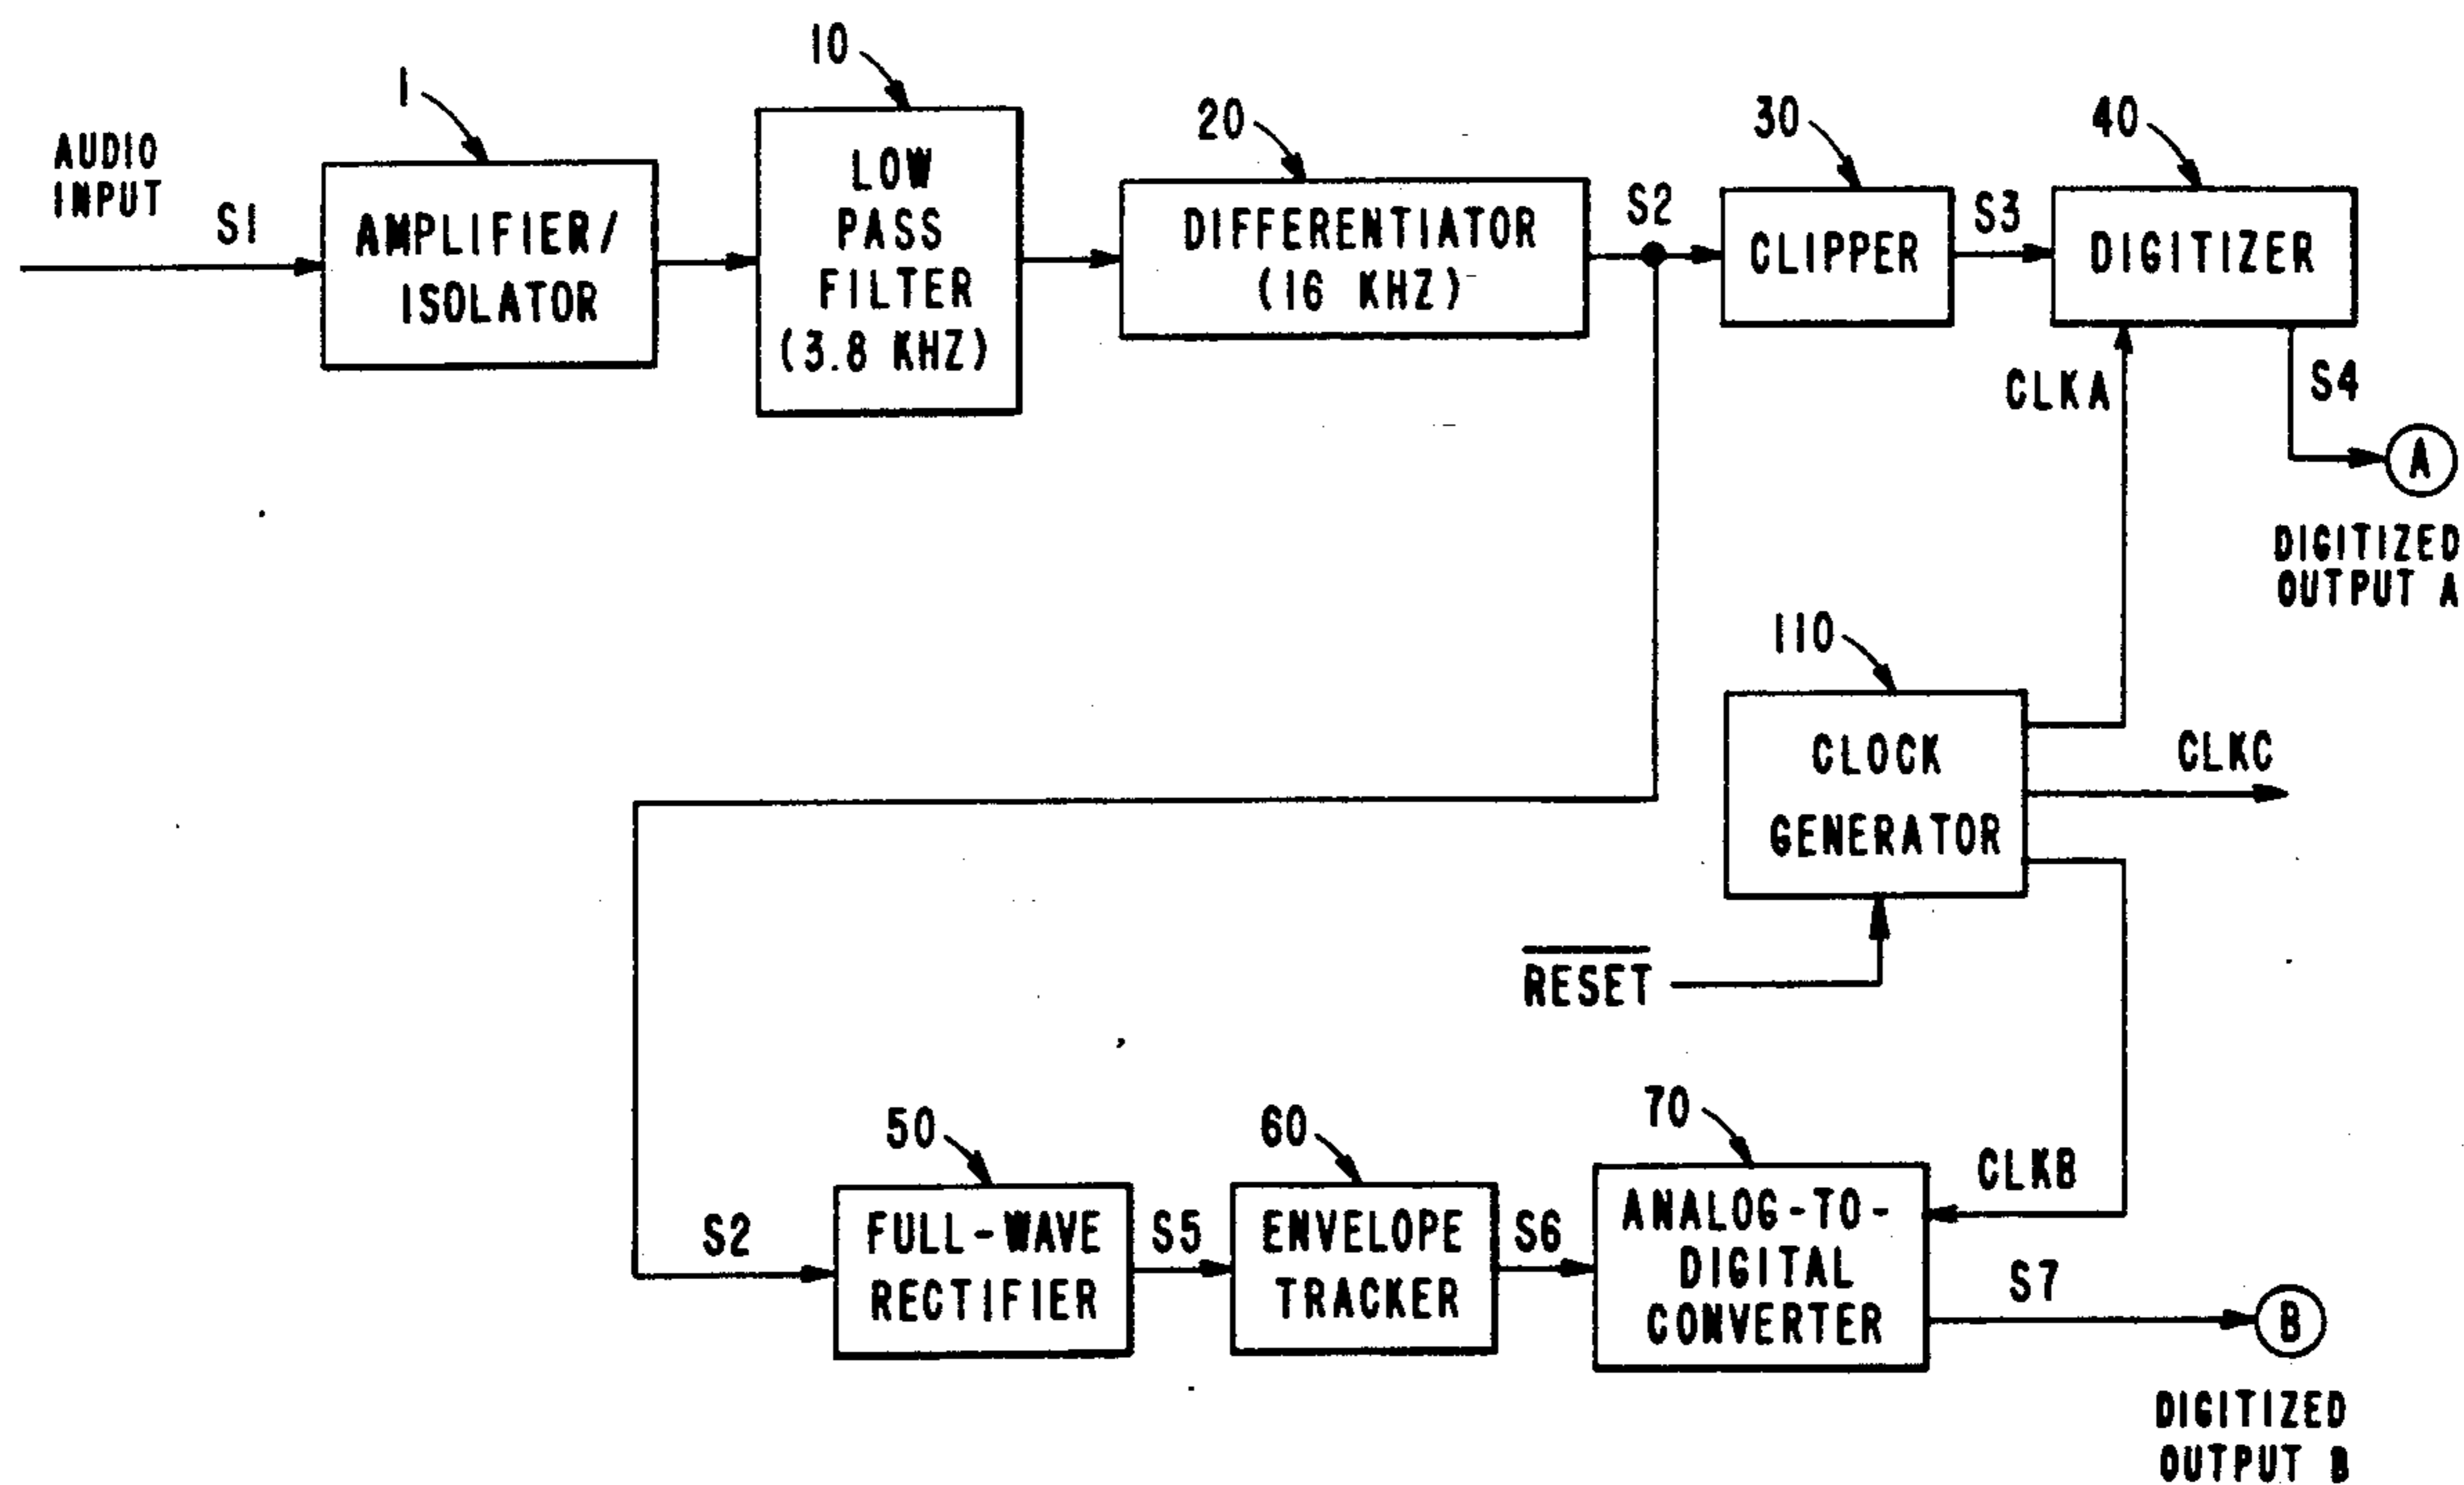 AUDIO
INPUT
S1
1
AMPLIFIER/
ISOLATOR
10
LOW
PASS
FILTER
(3.8 KHZ)
20
DIFFERENTIATOR
(16 KHZ)
S2
30
CLIPPER
S3
40
DIGITIZER
CLKA
S4
A
DIGITIZED
OUTPUT A
110
CLOCK
GENERATOR
CLKC
RESET
S2
50
FULL-WAVE
RECTIFIER
S5
60
ENVELOPE
TRACKER
S6
70
ANALOG-TO-
DIGITAL
CONVERTER
CLKB
S7
B
DIGITIZED
OUTPUT B